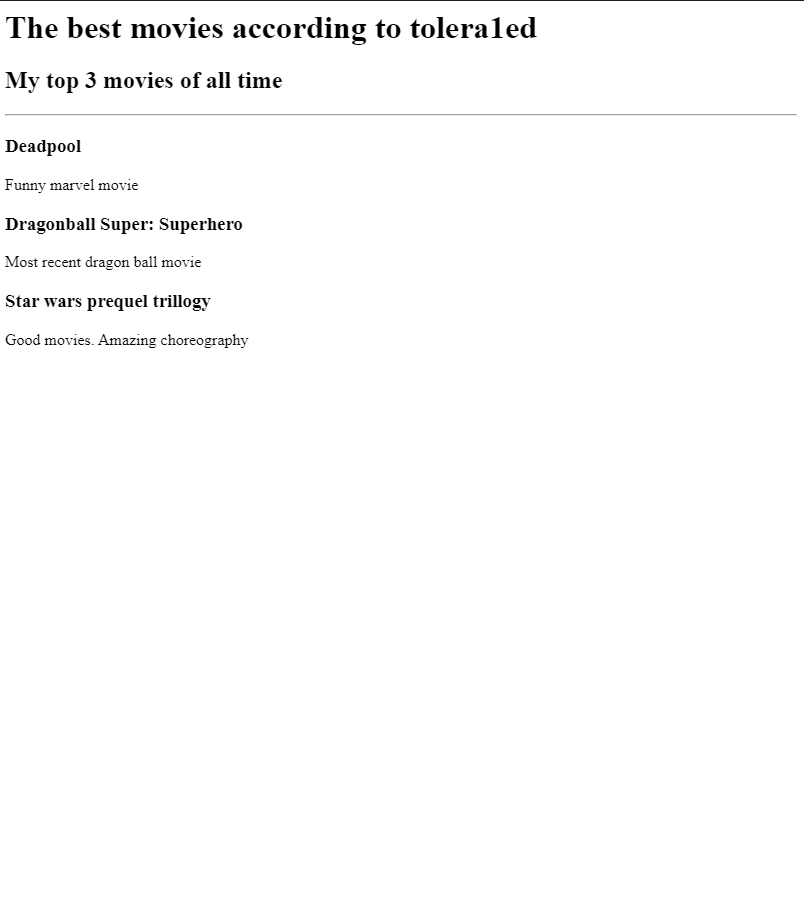 The best movies according to tolera1ed
My top 3 movies of all time
Deadpool
Funny marvel movie
Dragonball Super: Superhero
Most recent dragon ball movie
Star wars prequel trillogy
Good movies. Amazing choreography